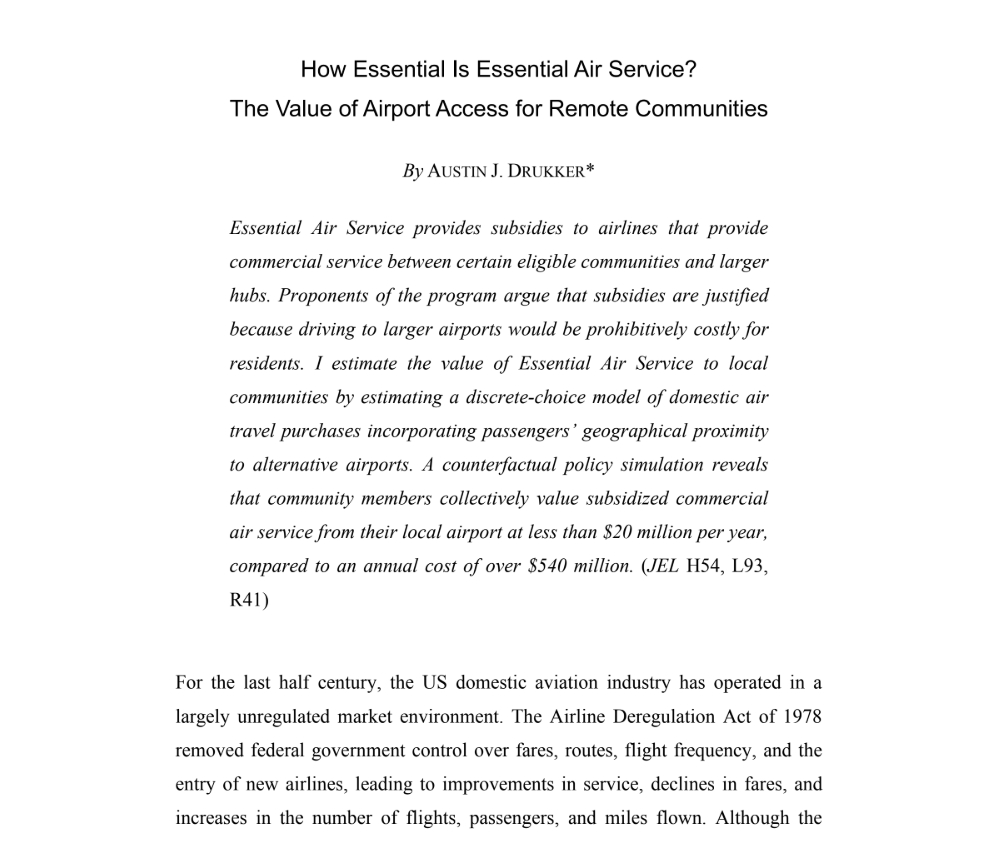 How Essential Is Essential Air Service?
The Value of Airport Access for Remote Communities
By AUSTIN J. DRUKKER*
Essential Air Service provides subsidies to airlines that provide
commercial service between certain eligible communities and larger
hubs. Proponents of the program argue that subsidies are justified
because driving to larger airports would be prohibitively costly for
residents. I estimate the value of Essential Air Service to local
communities by estimating a discrete-choice model of domestic air
travel purchases incorporating passengers’ geographical proximity
to alternative airports. A counterfactual policy simulation reveals
that community members collectively value subsidized commercial
air service from their local airport at less than $20 million per year,
compared to an annual cost of over $540 million. (JEL H54, L93,
R41)
For the last half century, the US domestic aviation industry has operated in a
largely unregulated market environment. The Airline Deregulation Act of 1978
removed federal government control over fares, routes, flight frequency, and the
entry of new airlines, leading to improvements in service, declines in fares, and
increases in the number of flights, passengers, and miles flown. Although the